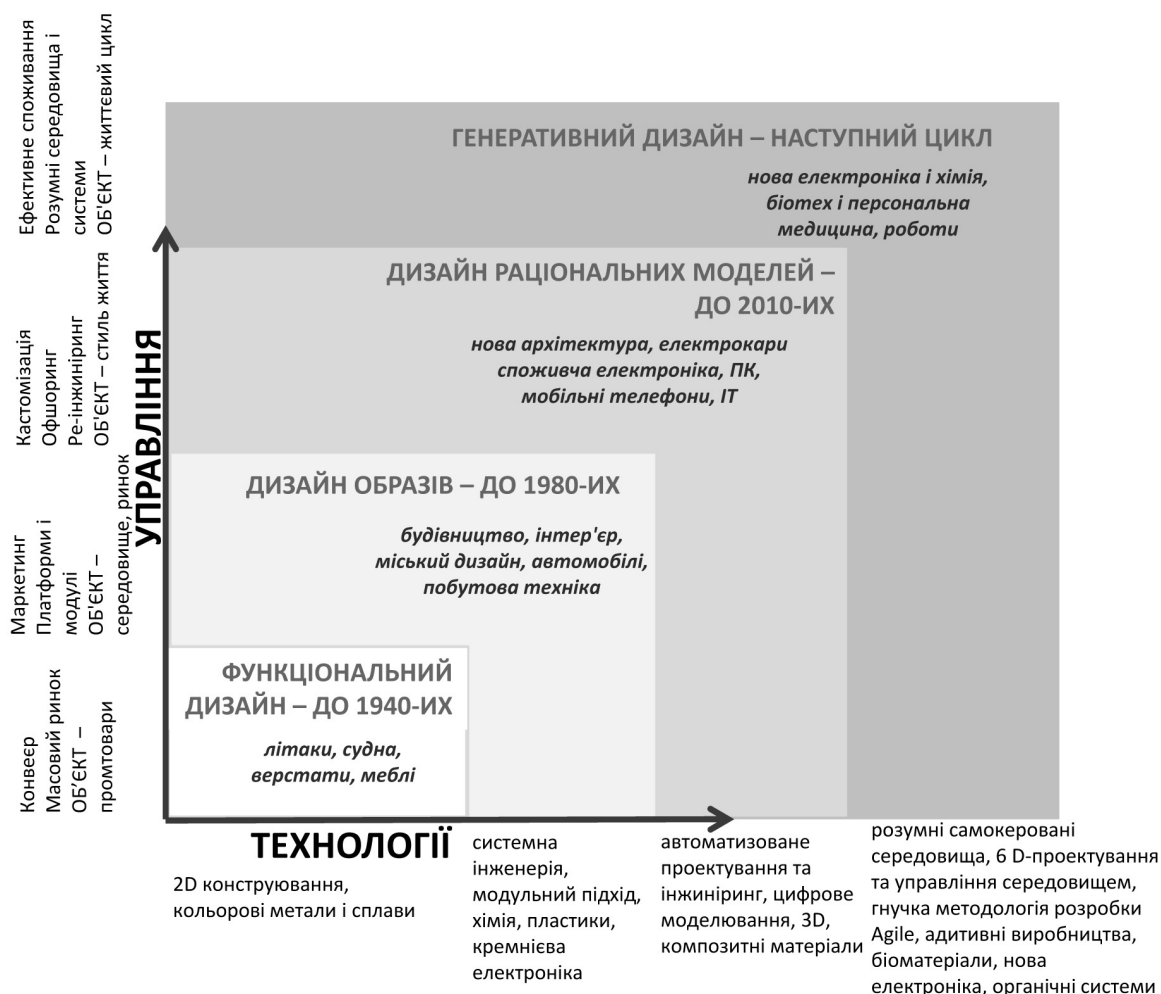 Ефективне споживання
Розумні середовища і
системи
ОБ'ЄКТ – життєвий цикл
Кастомізація
Офшоринг
Ре-інжиніринг
ОБ'ЄКТ – стиль життя
Маркетинг
Платформи і
модулі
ОБ'ЄКТ –
середовище, ринок
Конвеєр
Масовий ринок
ОБ'ЄКТ –
промтовари
УПРАВЛІННЯ
ГЕНЕРАТИВНИЙ ДИЗАЙН – НАСТУПНИЙ ЦИКЛ
нова електроніка і хімія,
біотех і персональна
медицина, роботи
ДИЗАЙН РАЦІОНАЛЬНИХ МОДЕЛЕЙ –
ДО 2010-ИХ
нова архітектура, електрокари
споживча електроніка, ПК,
мобільні телефони, ІТ
ДИЗАЙН ОБРАЗІВ – ДО 1980-ИХ
будівництво, інтер'єр,
міський дизайн, автомобілі,
побутова техніка
ФУНКЦІОНАЛЬНИЙ
ДИЗАЙН – ДО 1940-ИХ
літаки, судна,
верстати, меблі
ТЕХНОЛОГІЇ
2D конструювання,
кольорові метали і сплави
системна
інженерія,
модульний підхід,
хімія, пластики,
кремнієва
електроніка
автоматизоване
проектування та
інжиніринг, цифрове
моделювання, 3D,
композитні матеріали
розумні самокеровані
середовища, 6 D-проектування
та управління середовищем,
гнучка методологія розробки
Agile, адитивні виробництва,
біоматеріали, нова
електроніка, органічні системи